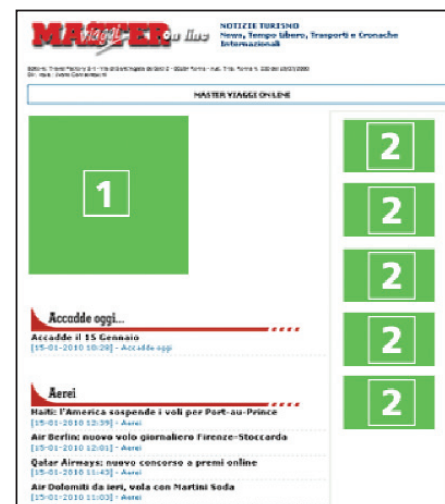 MASTER
viaggi
on line
NOTIZIE TURISMO
News, Tempo Libero, Trasporti e Cronache
Internazionali
MASTER VIAGGI ON LINE
1
2
2
2
2
2
Accadde oggi...
Accadde il 15 Gennaio
[15-01-2010 10:29] - Accadde oggi
Aerei
Haiti: l'America sospende i voli per Port-au-Prince
[15-01-2010 12:39] - Aerei
Air Berlin: nuovo volo giornaliero Firenze-Stoccarda
[15-01-2010 12:01] - Aerei
Qatar Airways: nuovo concorso a premi online
[15-01-2010 11:43] - Aerei
Air Dolomiti da ieri, vola con Martini Soda
[15-01-2010 11:03] - Aerei